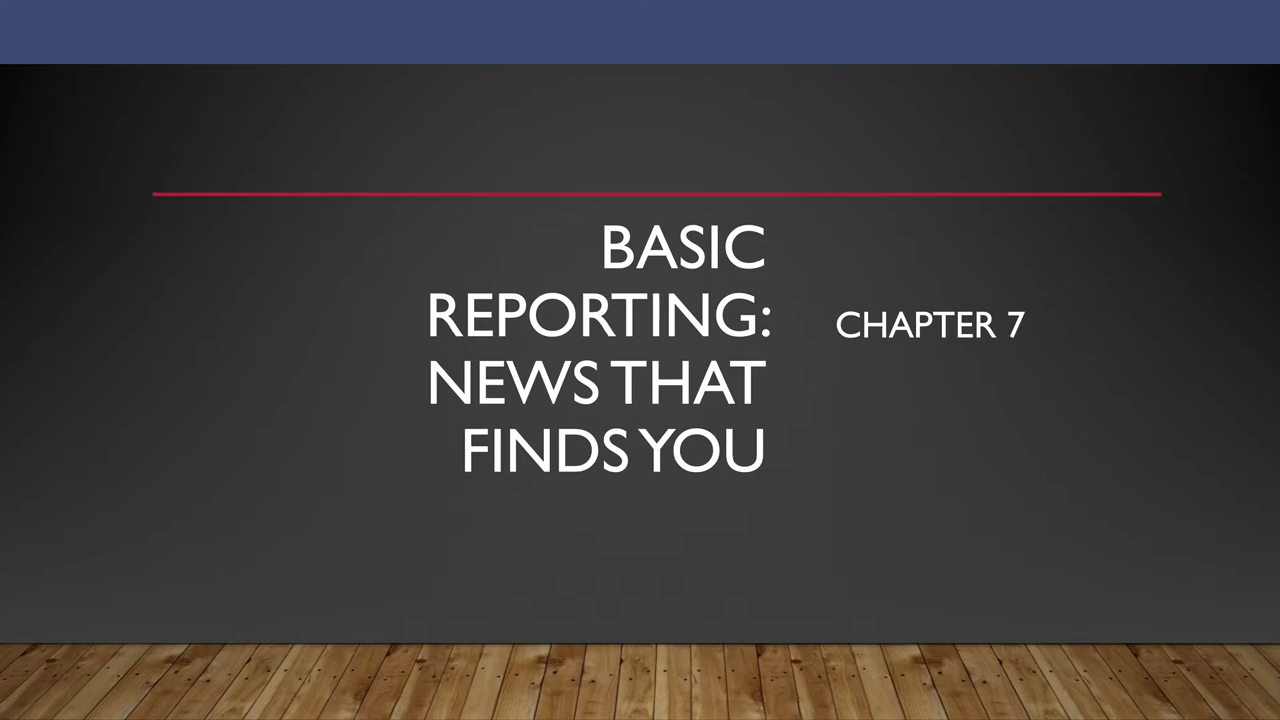 BASIC
REPORTING:
NEWS THAT
FINDS YOU
CHAPTER 7